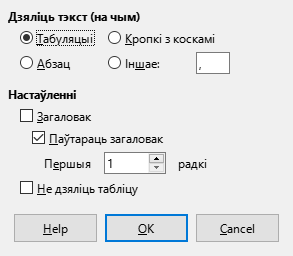 Дзяліць тэкст (на чым)
Табуляцыі Кропкі з коскамі
Абзац Іншае: ,
Настаўленні
Загаловак
Паўтараць загаловак
Першыя 1 радкі
Не дзяліць табліцу
Help OK Cancel